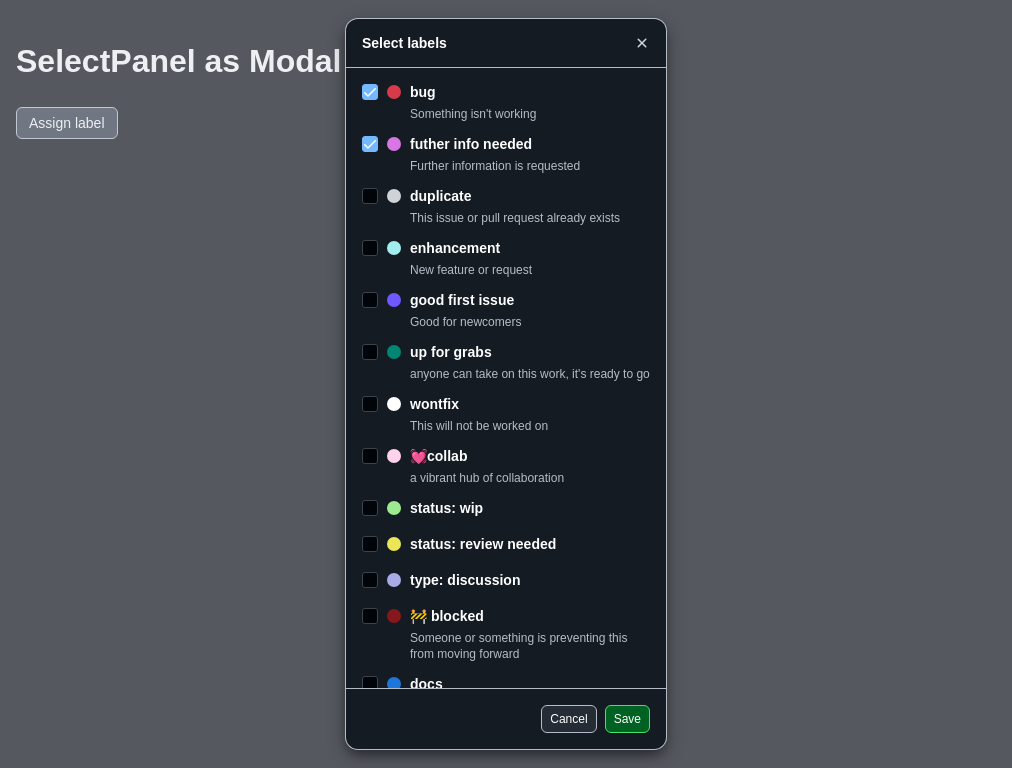 SelectPanel as Modal
Assign label
Select labels
bug
Something isn't working
futher info needed
Further information is requested
duplicate
This issue or pull request already exists
enhancement
New feature or request
good first issue
Good for newcomers
up for grabs
anyone can take on this work, it's ready to go
wontfix
This will not be worked on
💓collab
a vibrant hub of collaboration
status: wip
status: review needed
type: discussion
🚧 blocked
Someone or something is preventing this
from moving forward
docs
Cancel
Save